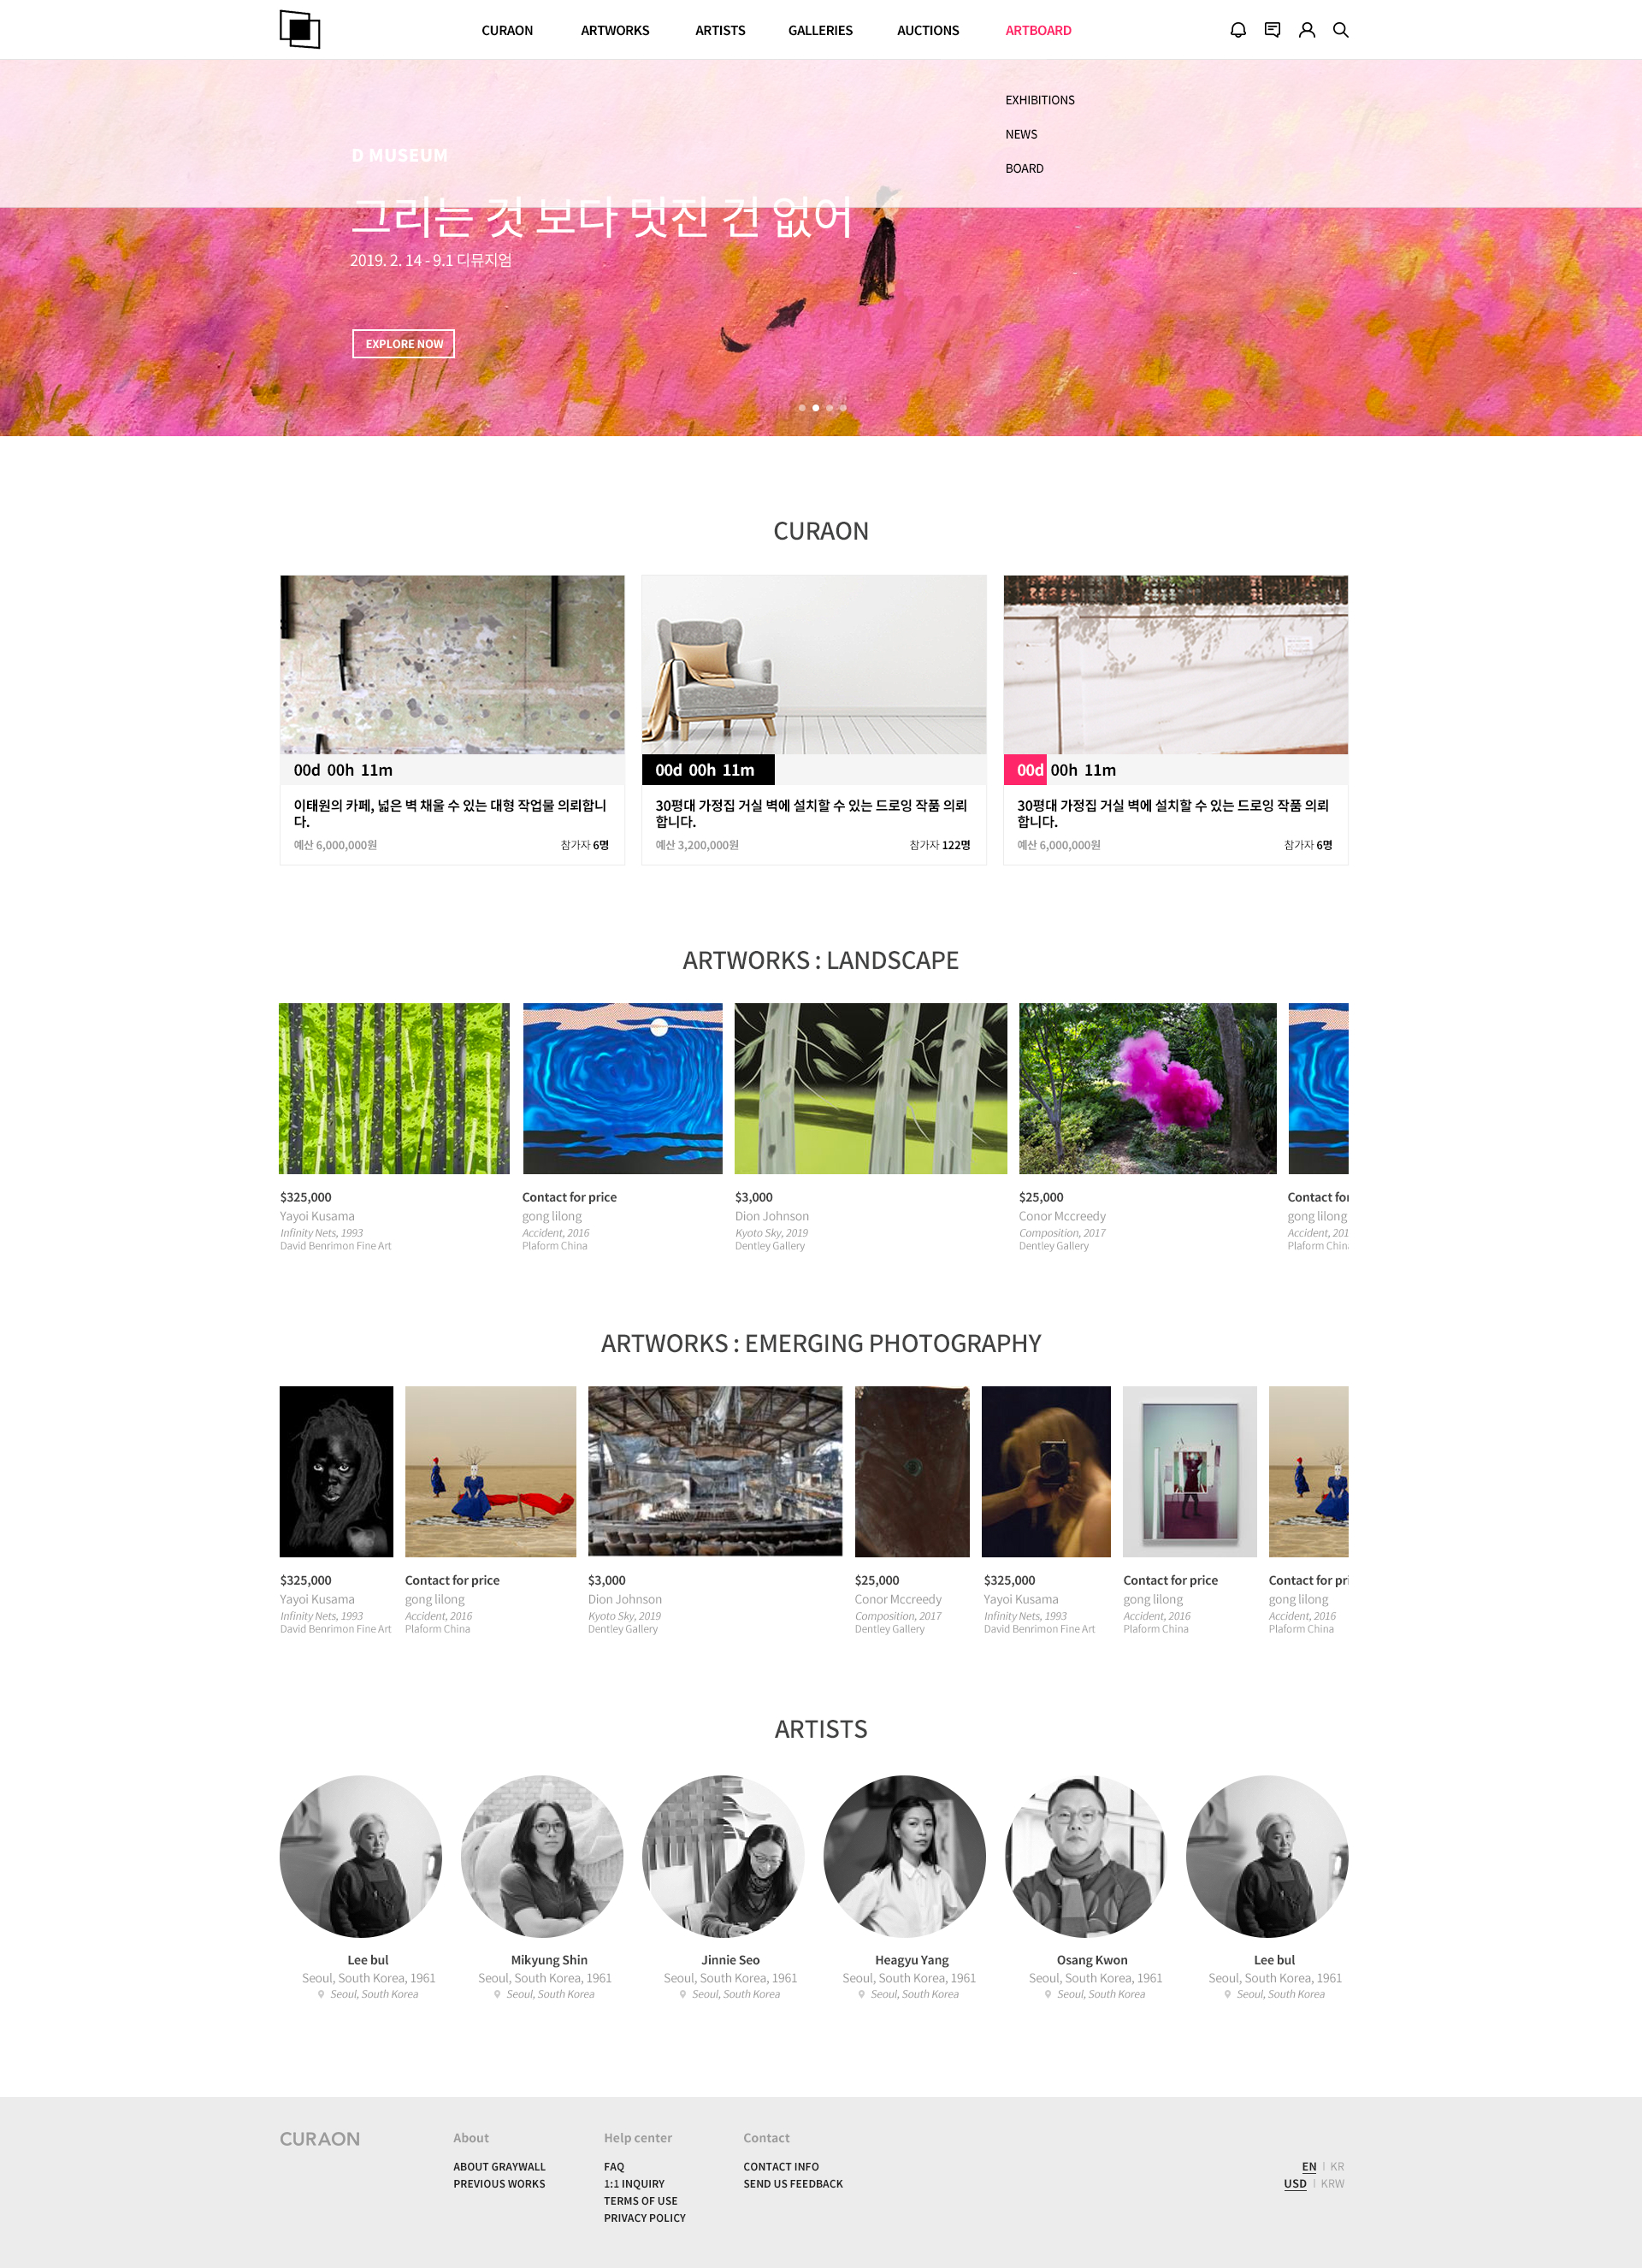 CURAON
ARTWORKS
ARTISTS
GALLERIES
AUCTIONS
ARTBOARD
EXHIBITIONS
NEWS
BOARD
D MUSEUM
그리는 것 보다 멋진 건 없어
2019. 2. 14 - 9.1 디뮤지엄
EXPLORE NOW
CURAON
00d 00h 11m
이태원의 카페, 넓은 벽 채울 수 있는 대형 작업물 의뢰합니
다.
예산 6,000,000원
참가자 6명
00d 00h 11m
30평대 가정집 거실 벽에 설치할 수 있는 드로잉 작품 의뢰
합니다.
예산 3,200,000원
참가자 122명
00d 00h 11m
30평대 가정집 거실 벽에 설치할 수 있는 드로잉 작품 의뢰
합니다.
예산 6,000,000원
참가자 6명
ARTWORKS : LANDSCAPE
$325,000
Yayoi Kusama
Infinity Nets, 1993
David Benrimon Fine Art
Contact for price
gong lilong
Accident, 2016
Plaform China
$3,000
Dion Johnson
Kyoto Sky, 2019
Dentley Gallery
$25,000
Conor Mccreedy
Composition, 2017
Dentley Gallery
Contact for
gong lilong
Accident, 201
Plaform Chin
ARTWORKS : EMERGING PHOTOGRAPHY
$325,000
Yayoi Kusama
Infinity Nets, 1993
David Benrimon Fine Art
Contact for price
gong lilong
Accident, 2016
Plaform China
$3,000
Dion Johnson
Kyoto Sky, 2019
Dentley Gallery
$25,000
Conor Mccreedy
Composition, 2017
Dentley Gallery
$325,000
Yayoi Kusama
Infinity Nets, 1993
David Benrimon Fine Art
Contact for price
gong lilong
Accident, 2016
Plaform China
Contact for pri
gong lilong
Accident, 2016
Plaform China
ARTISTS
Lee bul
Seoul, South Korea, 1961
Seoul, South Korea
Mikyung Shin
Seoul, South Korea, 1961
Seoul, South Korea
Jinnie Seo
Seoul, South Korea, 1961
Seoul, South Korea
Heagyu Yang
Seoul, South Korea, 1961
Seoul, South Korea
Osang Kwon
Seoul, South Korea, 1961
Seoul, South Korea
Lee bul
Seoul, South Korea, 1961
Seoul, South Korea
CURAON
About
ABOUT GRAYWALL
PREVIOUS WORKS
Help center
FAQ
1:1 INQUIRY
TERMS OF USE
PRIVACY POLICY
Contact
CONTACT INFO
SEND US FEEDBACK
EN | KR
USD | KRW